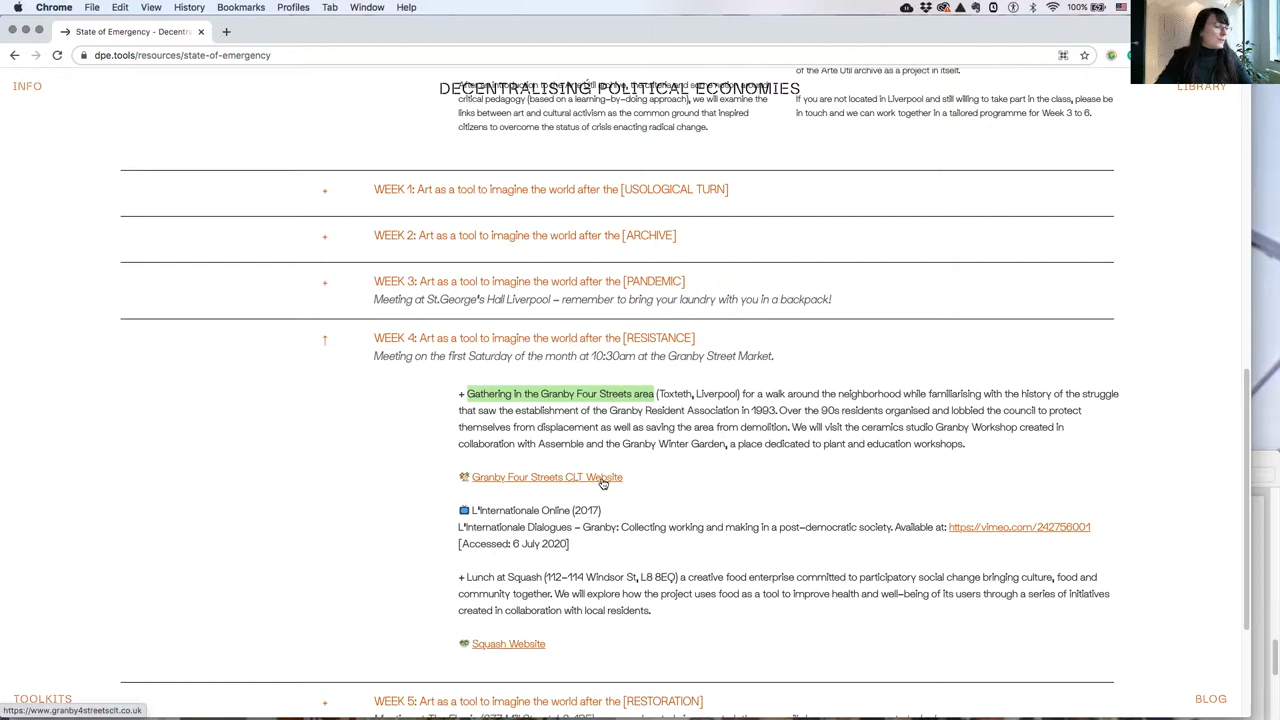 Chrome File Edit View History Bookmarks Profiles Tab Window Help 100%
State of Emergency - Decentra
dpe.tools/resources/state-of-emergency
of the Arte Util archive as a project in itself.
INFO DECENTRALISING POLITICAL ECONOMIES LIBRARY
critical pedagogy (based on a learning-by-doing approach), we will examine the
links between art and cultural activism as the common ground that inspired
citizens to overcome the status of crisis enacting radical change.
If you are not located in Liverpool and still willing to take part in the class, please be
in touch and we can work together in a tailored programme for Week 3 to 6.
+ WEEK 1: Art as a tool to imagine the world after the [USOLOGICAL TURN]
+ WEEK 2: Art as a tool to imagine the world after the [ARCHIVE]
+ WEEK 3: Art as a tool to imagine the world after the [PANDEMIC]
Meeting at St.George's Hall Liverpool - remember to bring your laundry with you in a backpack!
↑ WEEK 4: Art as a tool to imagine the world after the [RESISTANCE]
Meeting on the first Saturday of the month at 10:30am at the Granby Street Market.
+ Gathering in the Granby Four Streets area (Toxteth, Liverpool) for a walk around the neighborhood while familiarising with the history of the struggle
that saw the establishment of the Granby Resident Association in 1993. Over the 90s residents organised and lobbied the council to protect
themselves from displacement as well as saving the area from demolition. We will visit the ceramics studio Granby Workshop created in
collaboration with Assemble and the Granby Winter Garden, a place dedicated to plant and education workshops.
Granby Four Streets CLT Website
L'Internationale Online (2017)
L'Internationale Dialogues - Granby: Collecting working and making in a post-democratic society. Available at: https://vimeo.com/242756001
[Accessed: 6 July 2020]
+ Lunch at Squash (112-114 Windsor St, L8 8EQ) a creative food enterprise committed to participatory social change bringing culture, food and
community together. We will explore how the project uses food as a tool to improve health and well-being of its users through a series of initiatives
created in collaboration with local residents.
Squash Website
TOOLKITS + WEEK 5: Art as a tool to imagine the world after the [RESTORATION] BLOG
https://www.granby4streetsclt.co.uk